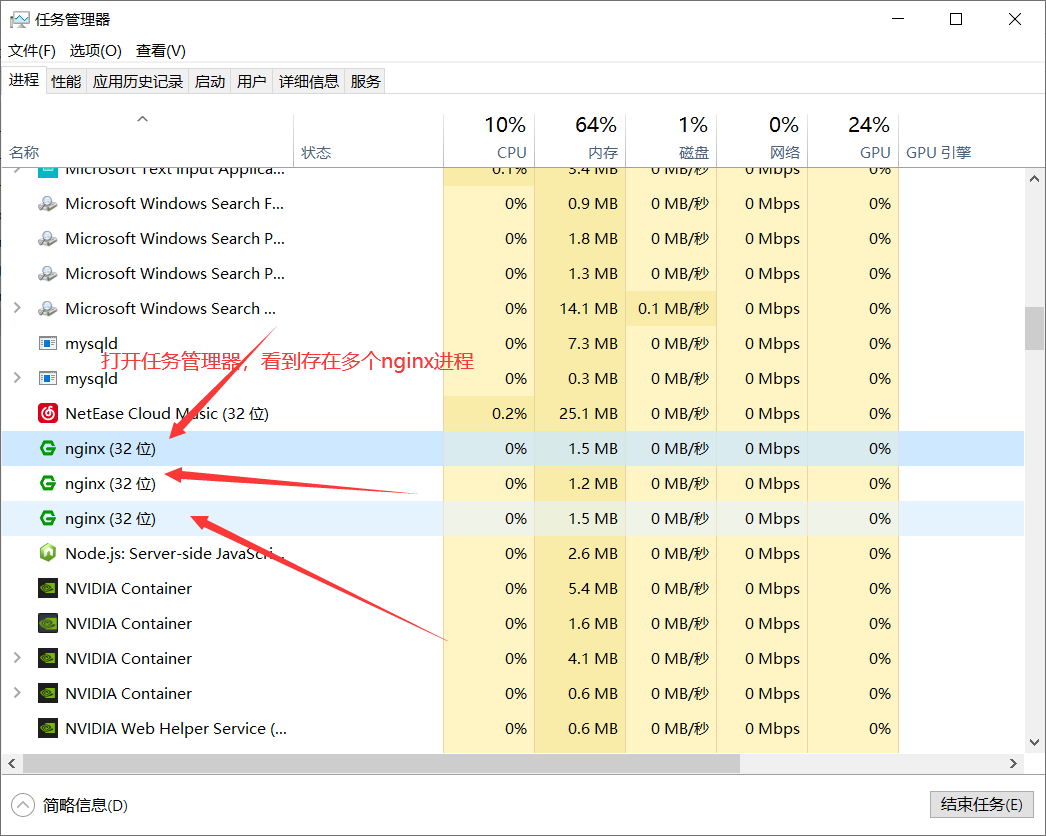 任务管理器
文件(F) 选项(O) 查看(V)
进程 性能 应用历史记录 启动 用户 详细信息 服务
10% 64% 1% 0% 24%
名称 状态 CPU 内存 磁盘 网络 GPU GPU 引擎
Microsoft Text Input Applica... 0.1% 3.4 MB 0 MB/秒 0 Mbps 0%
Microsoft Windows Search F... 0% 0.9 MB 0 MB/秒 0 Mbps 0%
Microsoft Windows Search P... 0% 1.8 MB 0 MB/秒 0 Mbps 0%
Microsoft Windows Search P... 0% 1.3 MB 0 MB/秒 0 Mbps 0%
Microsoft Windows Search ... 0% 14.1 MB 0.1 MB/秒 0 Mbps 0%
mysqld 0% 7.3 MB 0 MB/秒 0 Mbps 0%
打开任务管理器，看到存在多个nginx进程
mysqld 0% 0.3 MB 0 MB/秒 0 Mbps 0%
NetEase Cloud Music (32 位) 0.2% 25.1 MB 0 MB/秒 0 Mbps 0%
nginx (32 位) 0% 1.5 MB 0 MB/秒 0 Mbps 0%
nginx (32 位) 0% 1.2 MB 0 MB/秒 0 Mbps 0%
nginx (32 位) 0% 1.5 MB 0 MB/秒 0 Mbps 0%
Node.js: Server-side JavaScri... 0% 2.6 MB 0 MB/秒 0 Mbps 0%
NVIDIA Container 0% 5.4 MB 0 MB/秒 0 Mbps 0%
NVIDIA Container 0% 1.6 MB 0 MB/秒 0 Mbps 0%
NVIDIA Container 0% 4.1 MB 0 MB/秒 0 Mbps 0%
NVIDIA Container 0% 0.6 MB 0 MB/秒 0 Mbps 0%
NVIDIA Web Helper Service (... 0% 0.6 MB 0 MB/秒 0 Mbps 0%
简略信息(D) 结束任务(E)